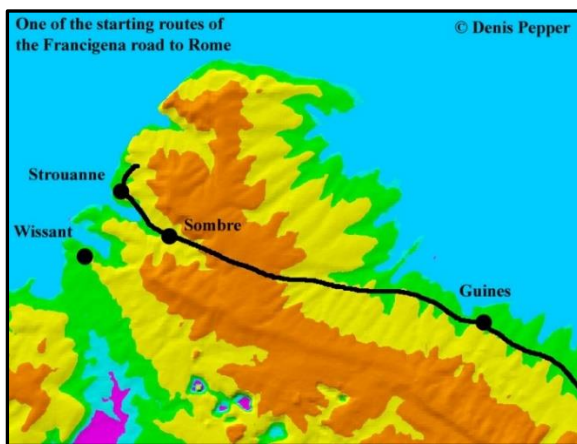 One of the starting routes of
the Francigena road to Rome
© Denis Pepper
Strouanne
Sombre
Wissant
Guines